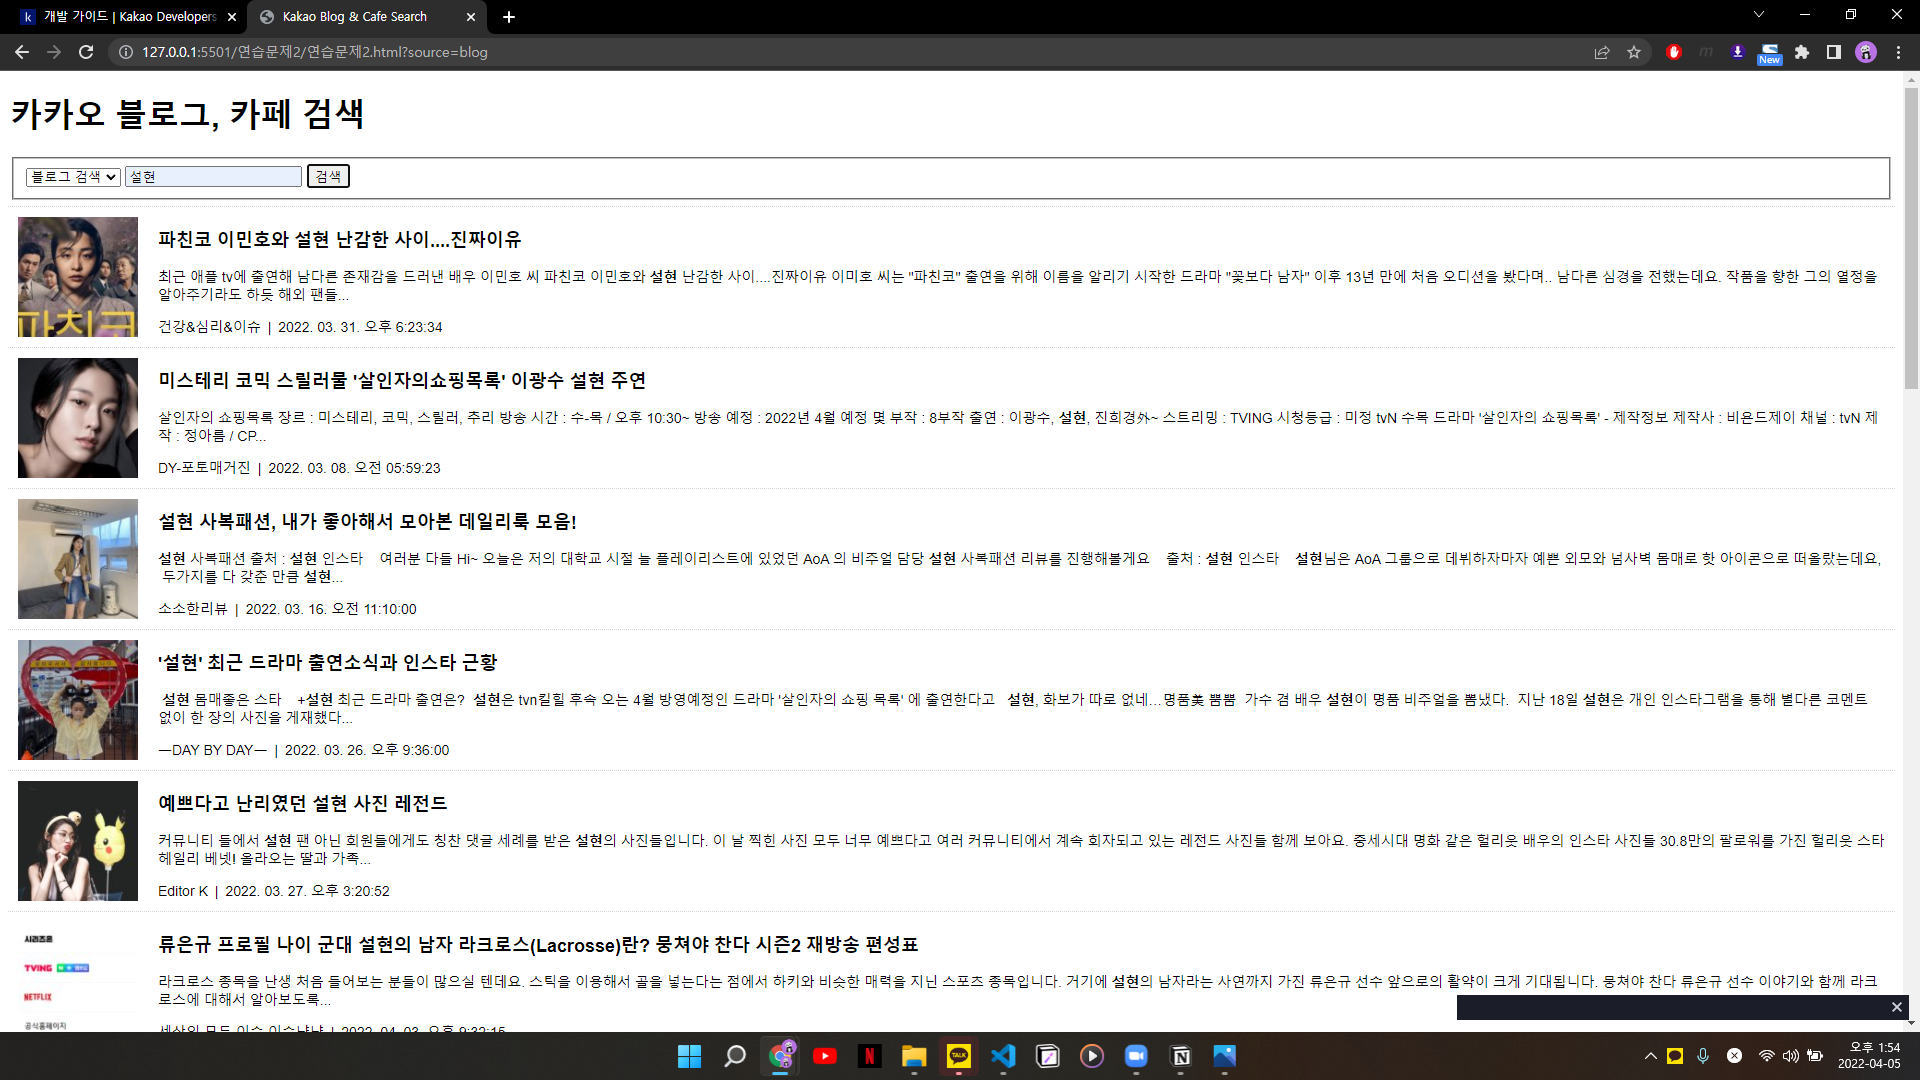 개발 가이드 | Kakao Developers
Kakao Blog & Cafe Search
127.0.0.1:5501/연습문제2/연습문제2.html?source=blog
New
카카오 블로그, 카페 검색
블로그 검색 설현 검색
파친코 이민호와 설현 난감한 사이....진짜이유
최근 애플 tv에 출연해 남다른 존재감을 드러낸 배우 이민호 씨 파친코 이민호와 설현 난감한 사이....진짜이유 이미호 씨는 "파친코" 출연을 위해 이름을 알리기 시작한 드라마 "꽃보다 남자" 이후 13년 만에 처음 오디션을 봤다며.. 남다른 심경을 전했는데요. 작품을 향한 그의 열정을
알아주기라도 하듯 해외 팬들...
건강&심리&이슈 | 2022. 03. 31. 오후 6:23:34
파친코
미스테리 코믹 스릴러물 '살인자의쇼핑목록' 이광수 설현 주연
살인자의 쇼핑목록 장르 : 미스테리, 코믹, 스릴러, 추리 방송 시간 : 수-목 / 오후 10:30~ 방송 예정 : 2022년 4월 예정 몇 부작 : 8부작 출연 : 이광수, 설현, 진희경外~ 스트리밍 : TVING 시청등급 : 미정 tvN 수목 드라마 '살인자의 쇼핑목록' - 제작정보 제작사 : 비욘드제이 채널 : tvN 제
작 : 정아름 / CP...
DY-포토매거진 | 2022. 03. 08. 오전 05:59:23
설현 사복패션, 내가 좋아해서 모아본 데일리룩 모음!
설현 사복패션 출처 : 설현 인스타 여러분 다들 Hi~ 오늘은 저의 대학교 시절 늘 플레이리스트에 있었던 AoA 의 비주얼 담당 설현 사복패션 리뷰를 진행해볼게요 출처 : 설현 인스타 설현님은 AoA 그룹으로 데뷔하자마자 예쁜 외모와 넘사벽 몸매로 핫 아이콘으로 떠올랐는데요,
두가지를 다 갖춘 만큼 설현...
소소한리뷰 | 2022. 03. 16. 오전 11:10:00
'설현' 최근 드라마 출연소식과 인스타 근황
설현 몸매좋은 스타 +설현 최근 드라마 출연은? 설현은 tvn킬힐 후속 오는 4월 방영예정인 드라마 '살인자의 쇼핑 목록' 에 출연한다고 설현, 화보가 따로 없네…명품美 뿜뿜 가수 겸 배우 설현이 명품 비주얼을 뽐냈다. 지난 18일 설현은 개인 인스타그램을 통해 별다른 코멘트
없이 한 장의 사진을 게재했다...
ㅡDAY BY DAYㅡ | 2022. 03. 26. 오후 9:36:00
예쁘다고 난리였던 설현 사진 레전드
커뮤니티 들에서 설현 팬 아닌 회원들에게도 칭찬 댓글 세례를 받은 설현의 사진들입니다. 이 날 찍힌 사진 모두 너무 예쁘다고 여러 커뮤니티에서 계속 회자되고 있는 레전드 사진들 함께 보아요. 중세시대 명화 같은 헐리웃 배우의 인스타 사진들 30.8만의 팔로워를 가진 헐리웃 스타
헤일리 베넷! 올라오는 딸과 가족...
Editor K | 2022. 03. 27. 오후 3:20:52
시리즈온
TVING
NETFLIX
공식홈페이지
류은규 프로필 나이 군대 설현의 남자 라크로스(Lacrosse)란? 뭉쳐야 찬다 시즌2 재방송 편성표
라크로스 종목을 난생 처음 들어보는 분들이 많으실 텐데요. 스틱을 이용해서 골을 넣는다는 점에서 하키와 비슷한 매력을 지닌 스포츠 종목입니다. 거기에 설현의 남자라는 사연까지 가진 류은규 선수 앞으로의 활약이 크게 기대됩니다. 뭉쳐야 찬다 류은규 선수 이야기와 함께 라크
로스에 대해서 알아보도록...
세상의 모든 이슈 이슈냠냠 | 2022. 04. 03. 오후 9:32:15
TALK
오후 1:54
2022-04-05